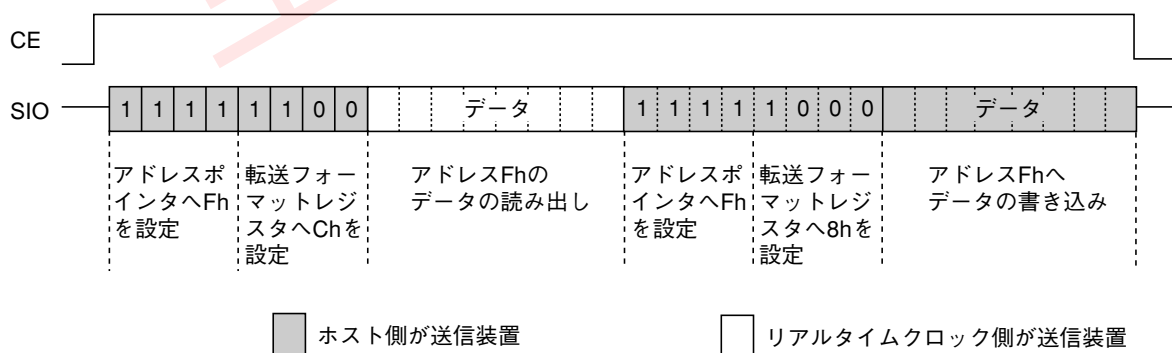 CE
SIO
1 1 1 1 1 1 0 0 データ 1 1 1 1 1 0 0 0 データ
アドレスポ
インタへFh
を設定
転送フォー
マットレジ
スタへChを
設定
アドレスFhの
データの読み出し
アドレスポ
インタへFh
を設定
転送フォー
マットレジ
スタへ8hを
設定
アドレスFhへ
データの書き込み
ホスト側が送信装置
リアルタイムクロック側が送信装置